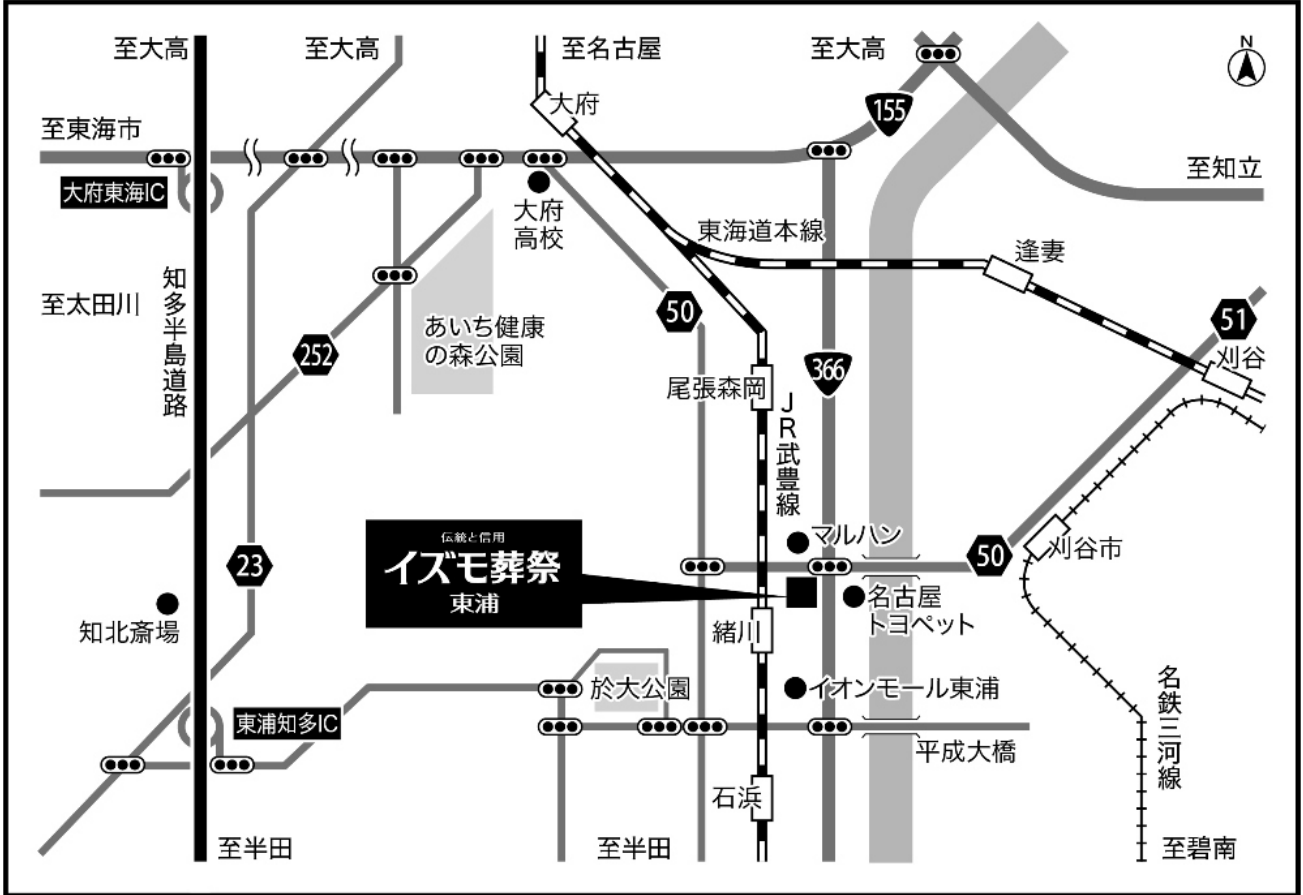 至大高
至大高
至名古屋
至大高
N
大府
155
至東海市
至知立
大府東海IC
大府
高校
東海道本線
逢妻
至太田川
知多半島道路
50
51
252
あいち健康
の森公園
366
刈谷
尾張森岡
JR武豊線
マルハン
伝統と信用
イズモ葬祭
東浦
50
刈谷市
23
名古屋
トヨペット
知北斎場
緒川
於大公園
イオンモール東浦
名鉄三河線
東浦知多IC
平成大橋
石浜
至半田
至半田
至碧南